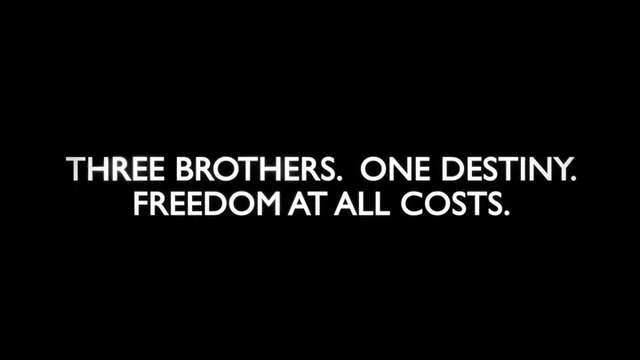 THREE BROTHERS.  ONE DESTINY.
FREEDOM AT ALL COSTS.